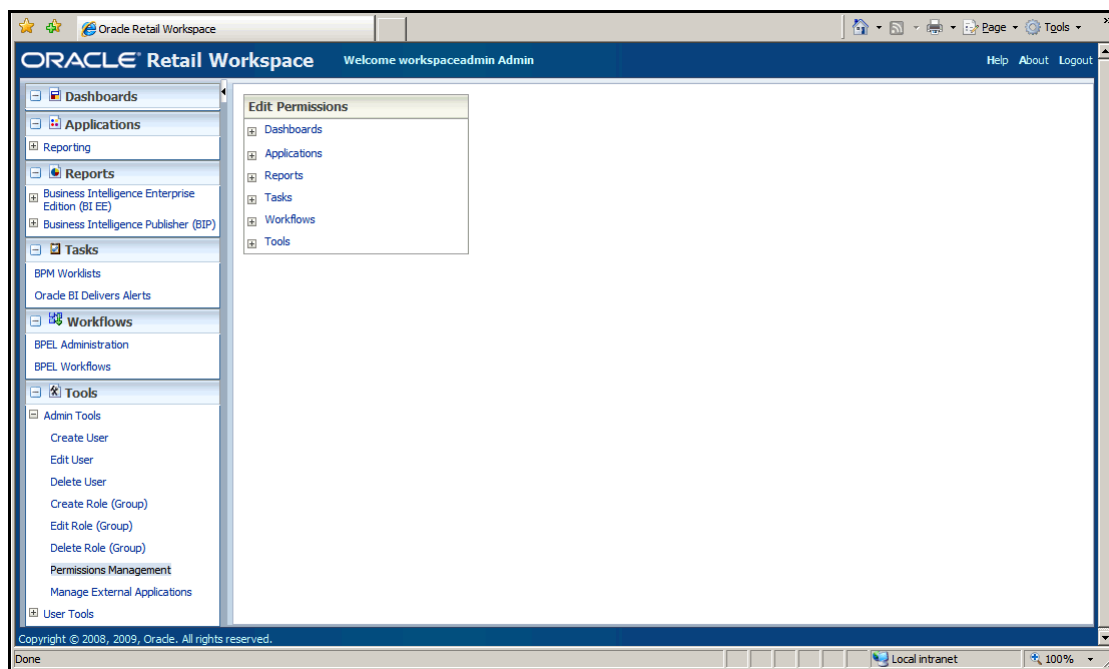 Oracle Retail Workspace
Page
Tools
»
ORACLE® Retail Workspace
Welcome workspaceadmin Admin
Help About Logout
Dashboards
Applications
Reporting
Reports
Business Intelligence Enterprise
Edition (BI EE)
Business Intelligence Publisher (BIP)
Tasks
BPM Worklists
Oracle BI Delivers Alerts
Workflows
BPEL Administration
BPEL Workflows
Tools
Admin Tools
Create User
Edit User
Delete User
Create Role (Group)
Edit Role (Group)
Delete Role (Group)
Permissions Management
Manage External Applications
User Tools
Edit Permissions
Dashboards
Applications
Reports
Tasks
Workflows
Tools
Copyright © 2008, 2009, Oracle. All rights reserved.
Done
Local intranet
100%